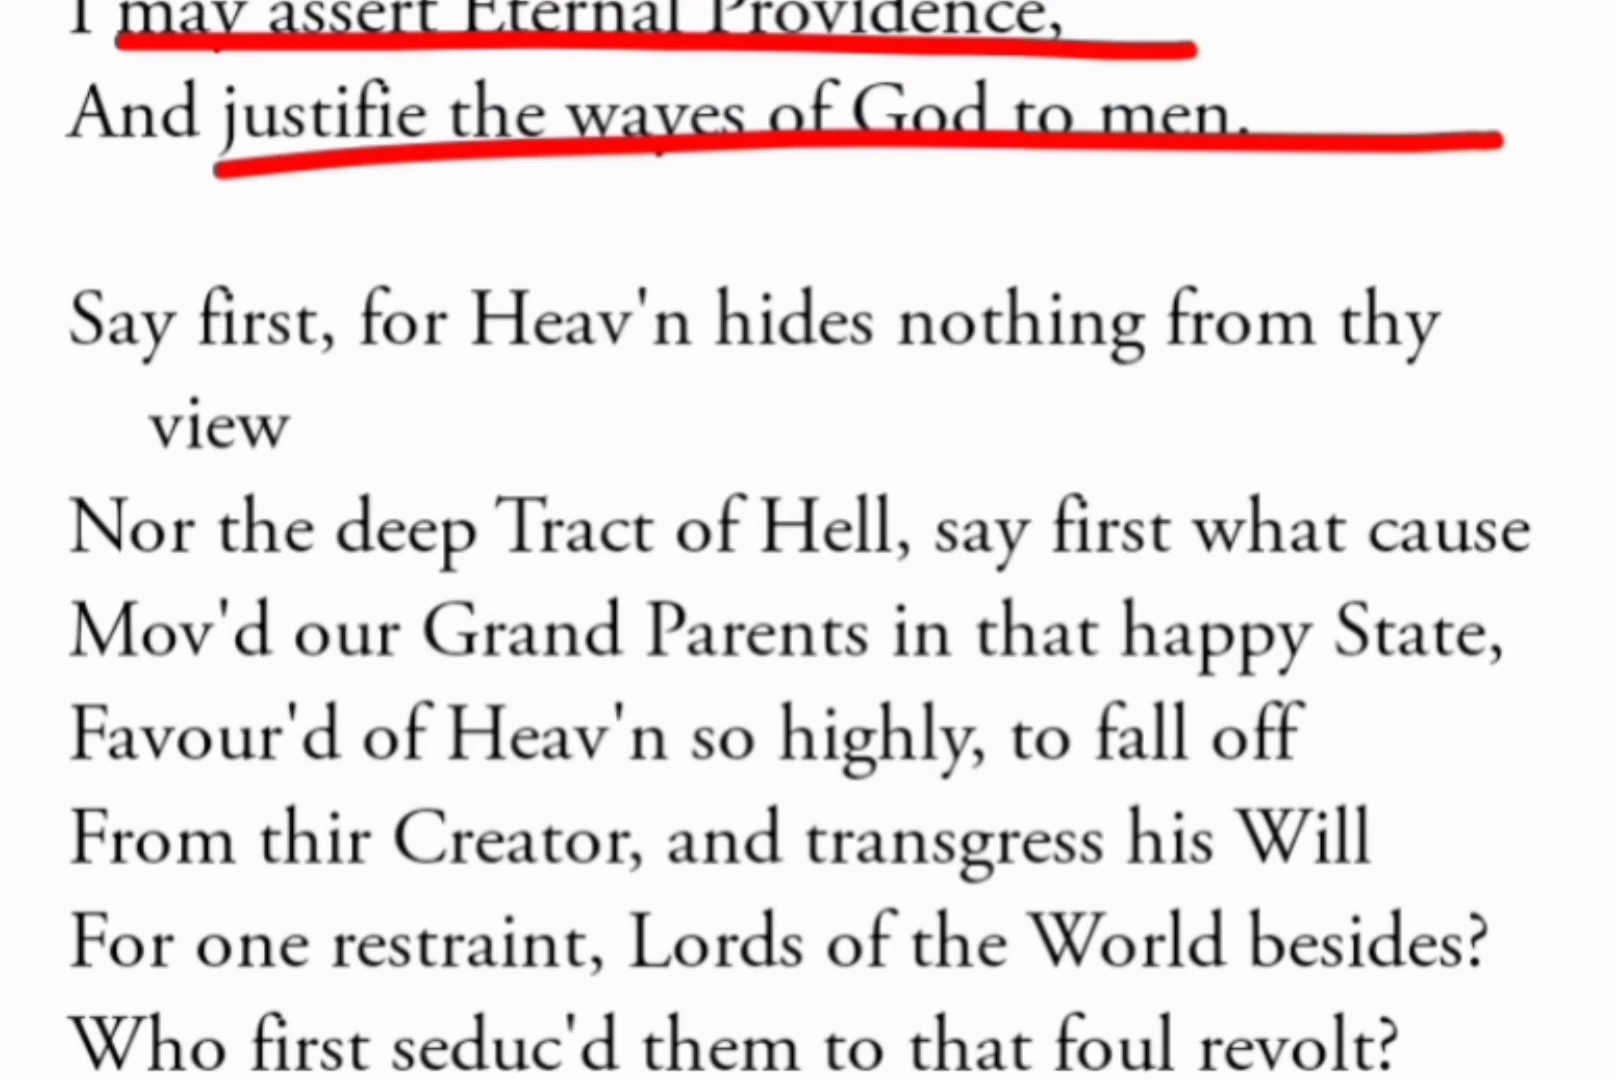 I may assert Eternal Providence,
And justifie the wayes of God to men.
Say first, for Heav'n hides nothing from thy
view
Nor the deep Tract of Hell, say first what cause
Mov'd our Grand Parents in that happy State,
Favour'd of Heav'n so highly, to fall off
From thir Creator, and transgress his Will
For one restraint, Lords of the World besides?
Who first seduc'd them to that foul revolt?